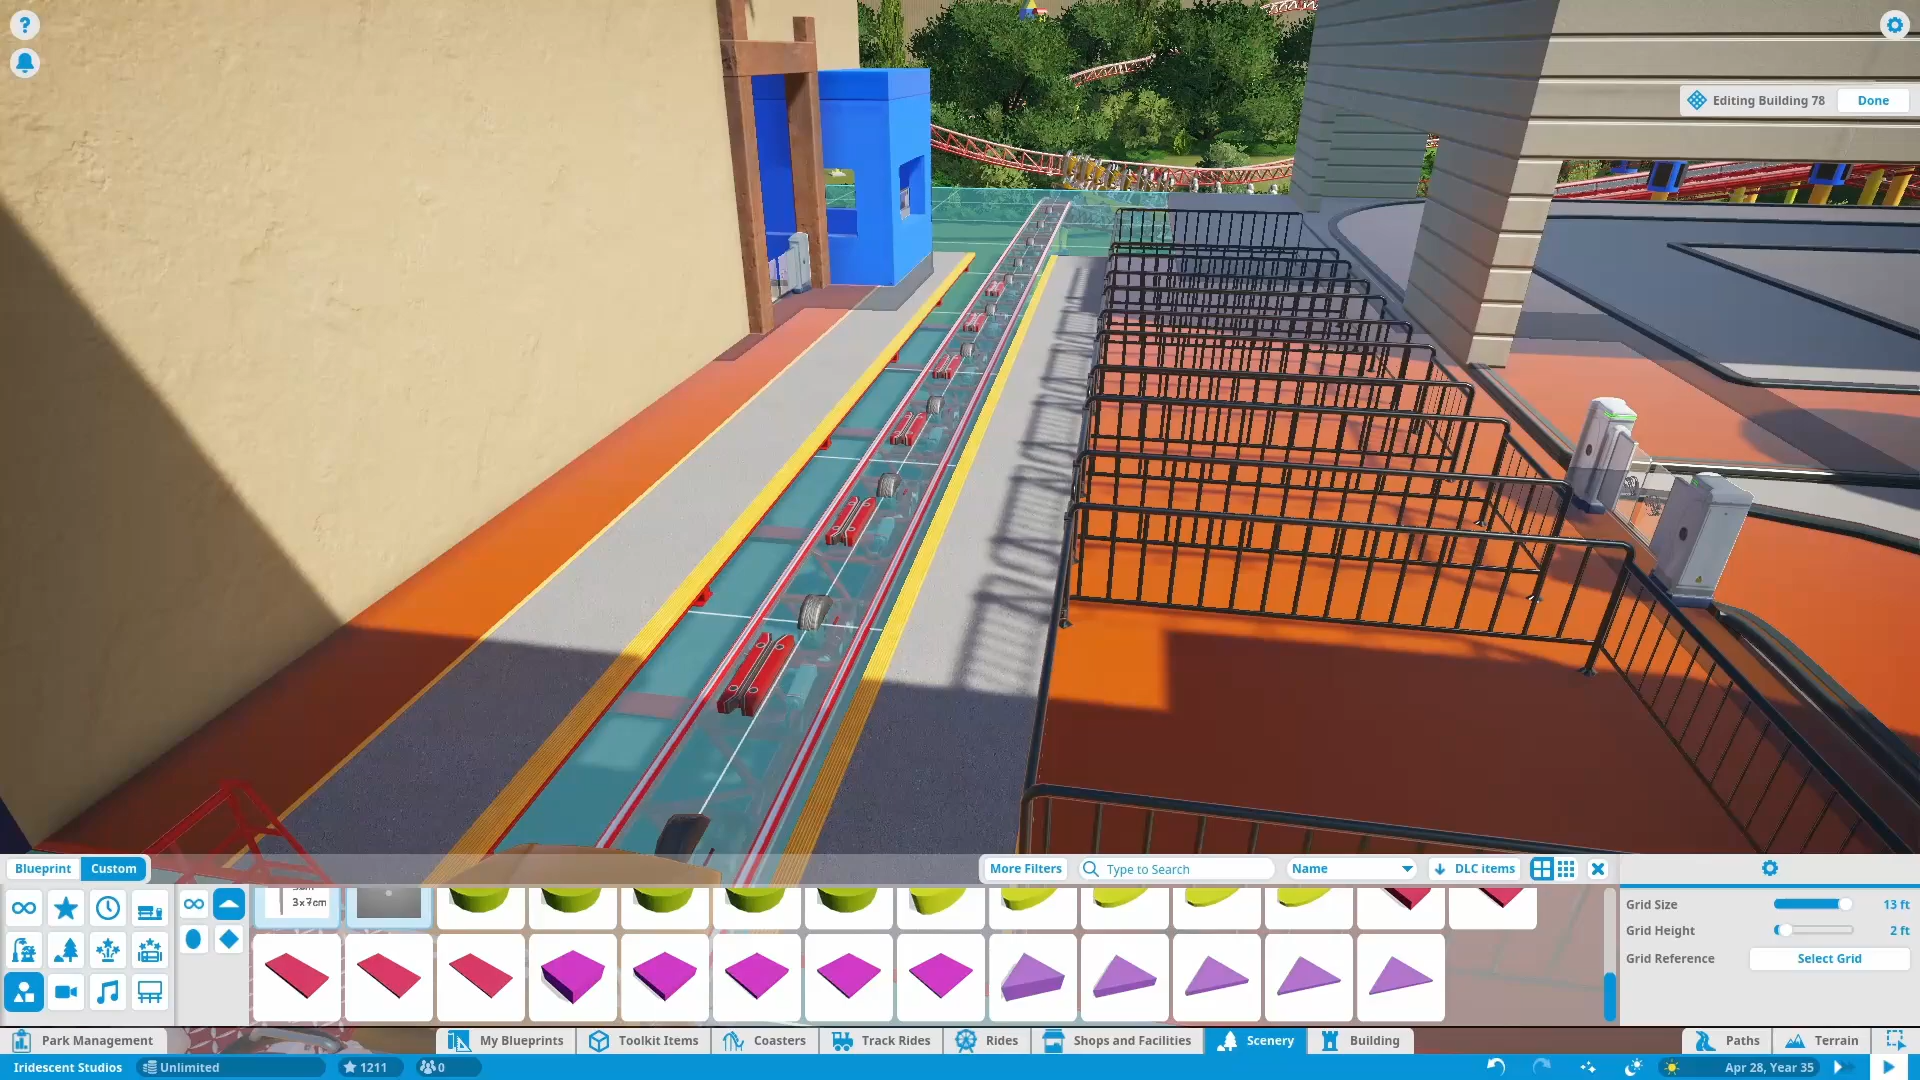 ?
Editing Building 78
Done
Blueprint
Custom
More Filters
Type to Search
Name
DLC items
3x7cm
Grid Size
13 ft
Grid Height
2 ft
Grid Reference
Select Grid
Park Management
My Blueprints
Toolkit Items
Coasters
Track Rides
Rides
Shops and Facilities
Scenery
Building
Paths
Terrain
Iridescent Studios
Unlimited
1211
0
Apr 28, Year 35